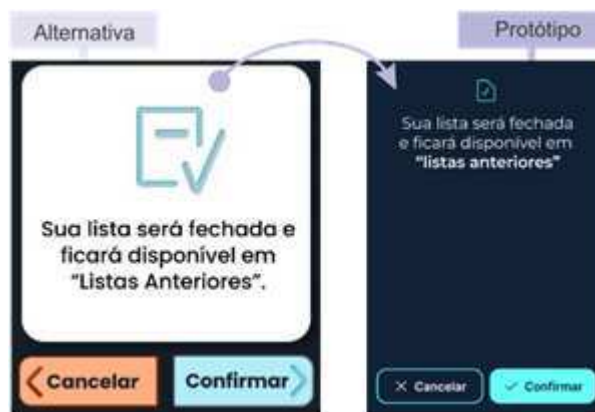 Alternativa
Protótipo
Sua lista será fechada e
ficará disponível em
“Listas Anteriores”.
Cancelar
Confirmar
Sua lista será fechada
e ficará disponível em
“listas anteriores”
Cancelar
Confirmar